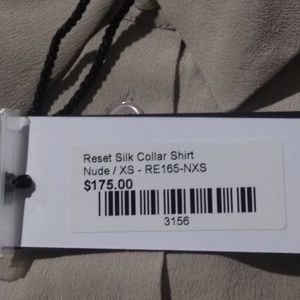 Reset Silk Collar Shirt
Nude / XS - RE165-NXS
$175.00
3156